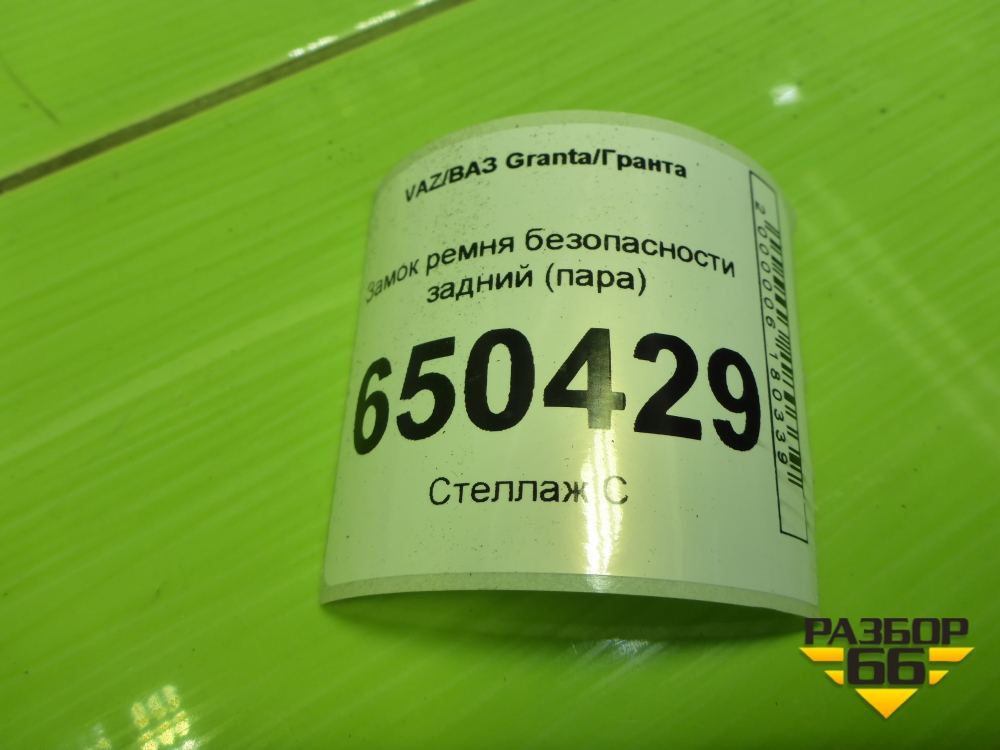 VAZ/ВАЗ Granta/Гранта
Замок ремня безопасности
задний (пара)
650429
Стеллаж С
2000006180339
РАЗБОР
66